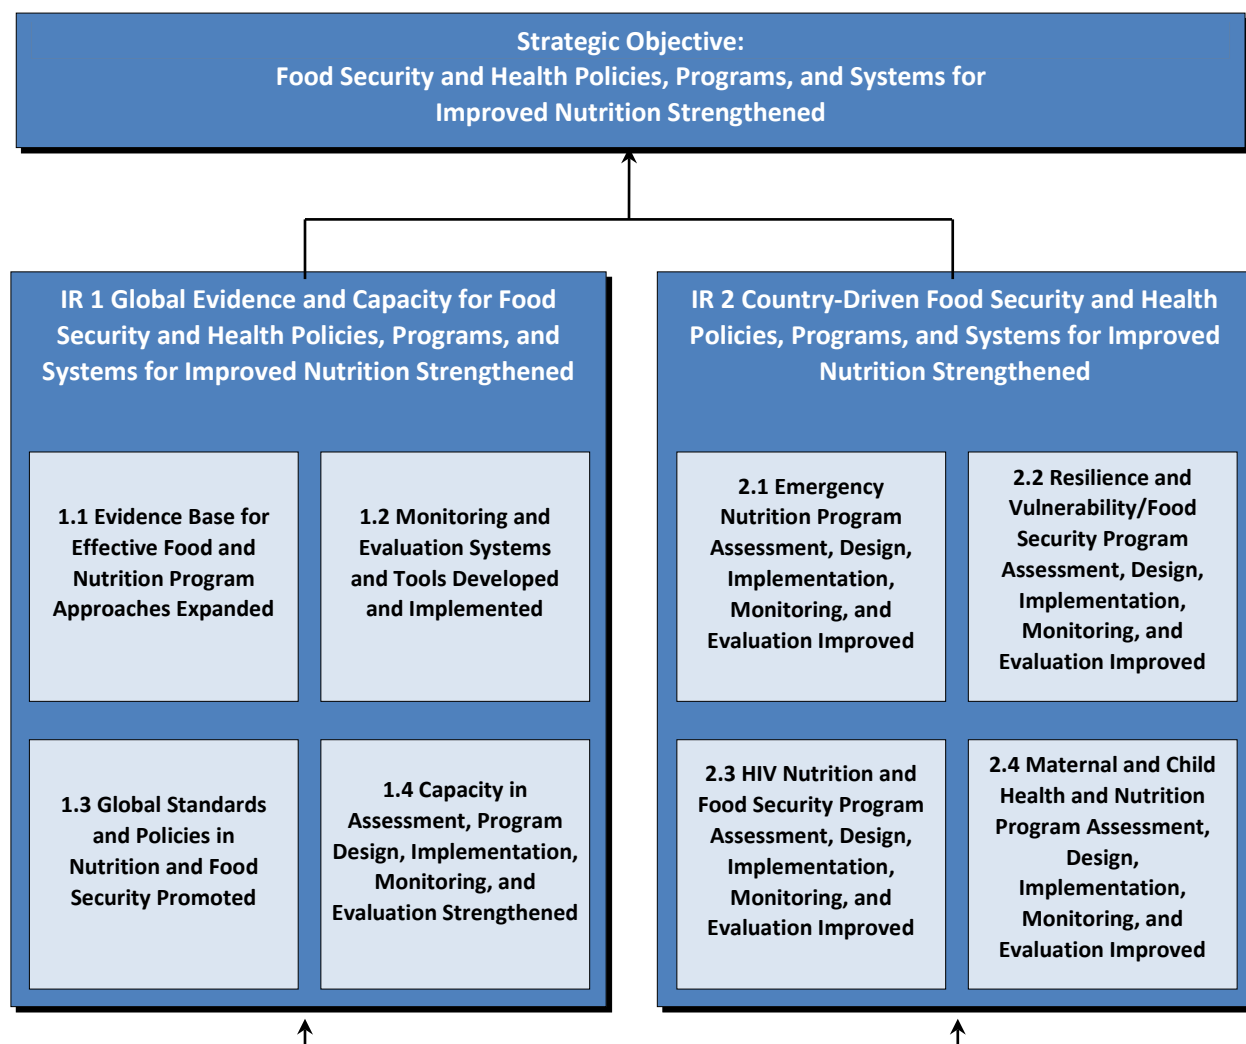 Strategic Objective:
Food Security and Health Policies, Programs, and Systems for
Improved Nutrition Strengthened
IR 1 Global Evidence and Capacity for Food
Security and Health Policies, Programs, and
Systems for Improved Nutrition Strengthened
1.1 Evidence Base for
Effective Food and
Nutrition Program
Approaches Expanded
1.2 Monitoring and
Evaluation Systems
and Tools Developed
and Implemented
1.3 Global Standards
and Policies in
Nutrition and Food
Security Promoted
1.4 Capacity in
Assessment, Program
Design, Implementation,
Monitoring, and
Evaluation Strengthened
IR 2 Country-Driven Food Security and Health
Policies, Programs, and Systems for Improved
Nutrition Strengthened
2.1 Emergency
Nutrition Program
Assessment, Design,
Implementation,
Monitoring, and
Evaluation Improved
2.2 Resilience and
Vulnerability/Food
Security Program
Assessment, Design,
Implementation,
Monitoring, and
Evaluation Improved
2.3 HIV Nutrition and
Food Security Program
Assessment, Design,
Implementation,
Monitoring, and
Evaluation Improved
2.4 Maternal and Child
Health and Nutrition
Program Assessment,
Design,
Implementation,
Monitoring, and
Evaluation Improved